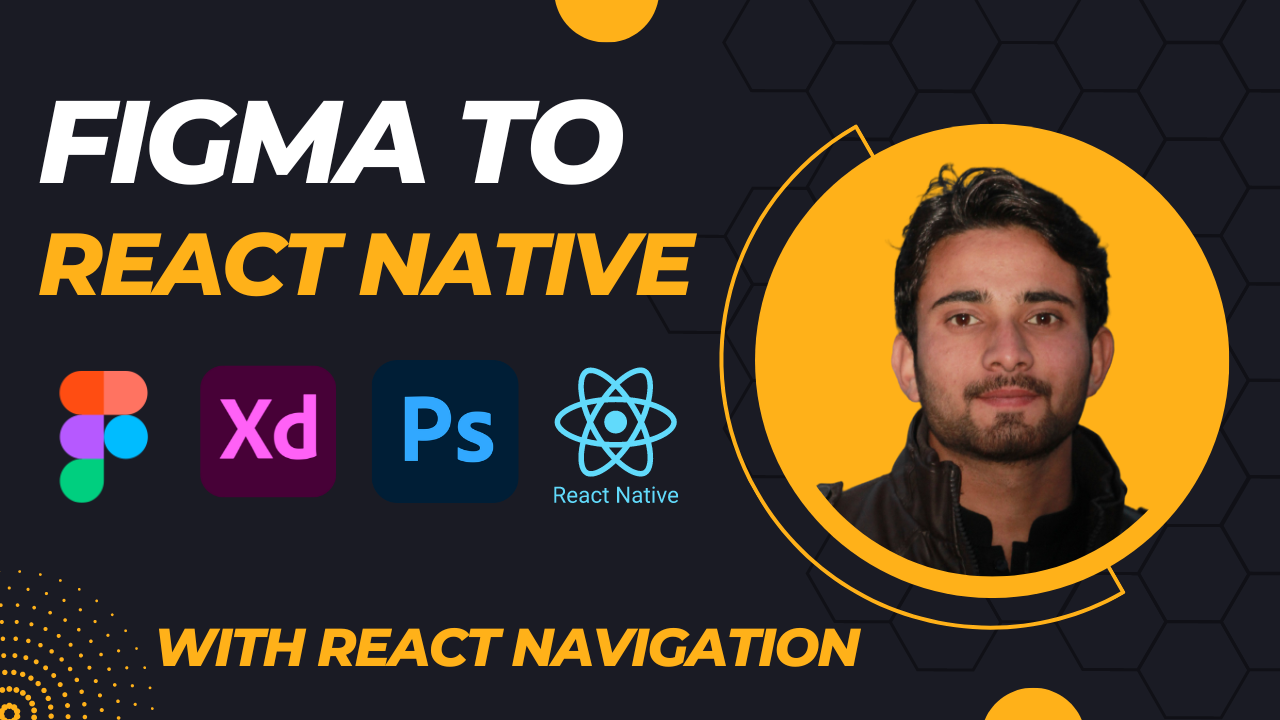 FIGMA TO
REACT NATIVE
Xd
Ps
React Native
WITH REACT NAVIGATION